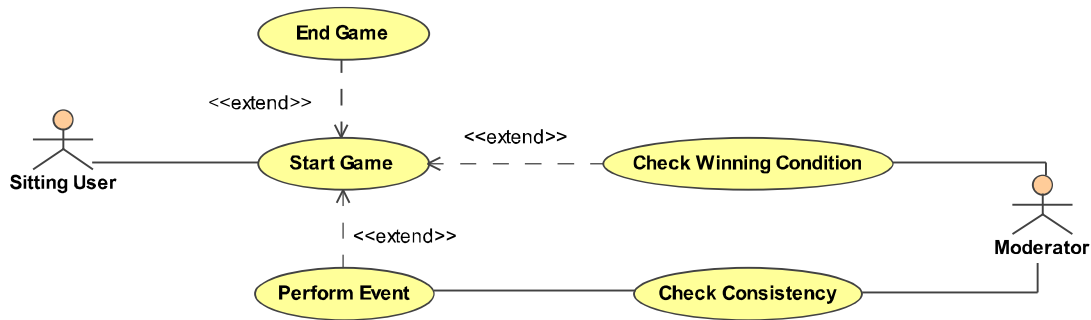 End Game
<<extend>>
<<extend>>
Start Game
Check Winning Condition
Sitting User
<<extend>>
Moderator
Perform Event
Check Consistency